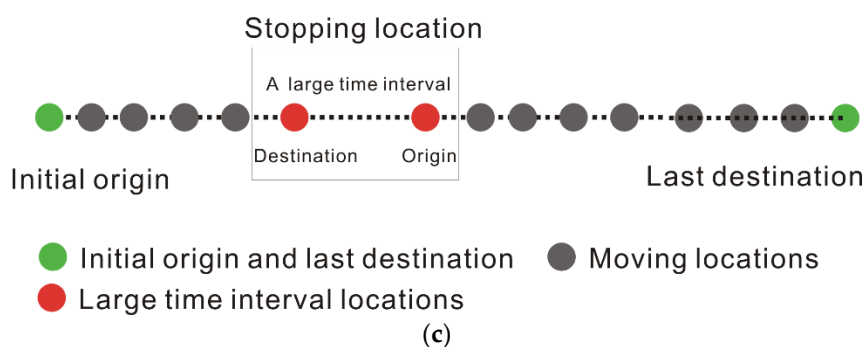 Stopping location
A large time interval
Destination Origin
Initial origin Last destination
Initial origin and last destination Moving locations
Large time interval locations
(c)